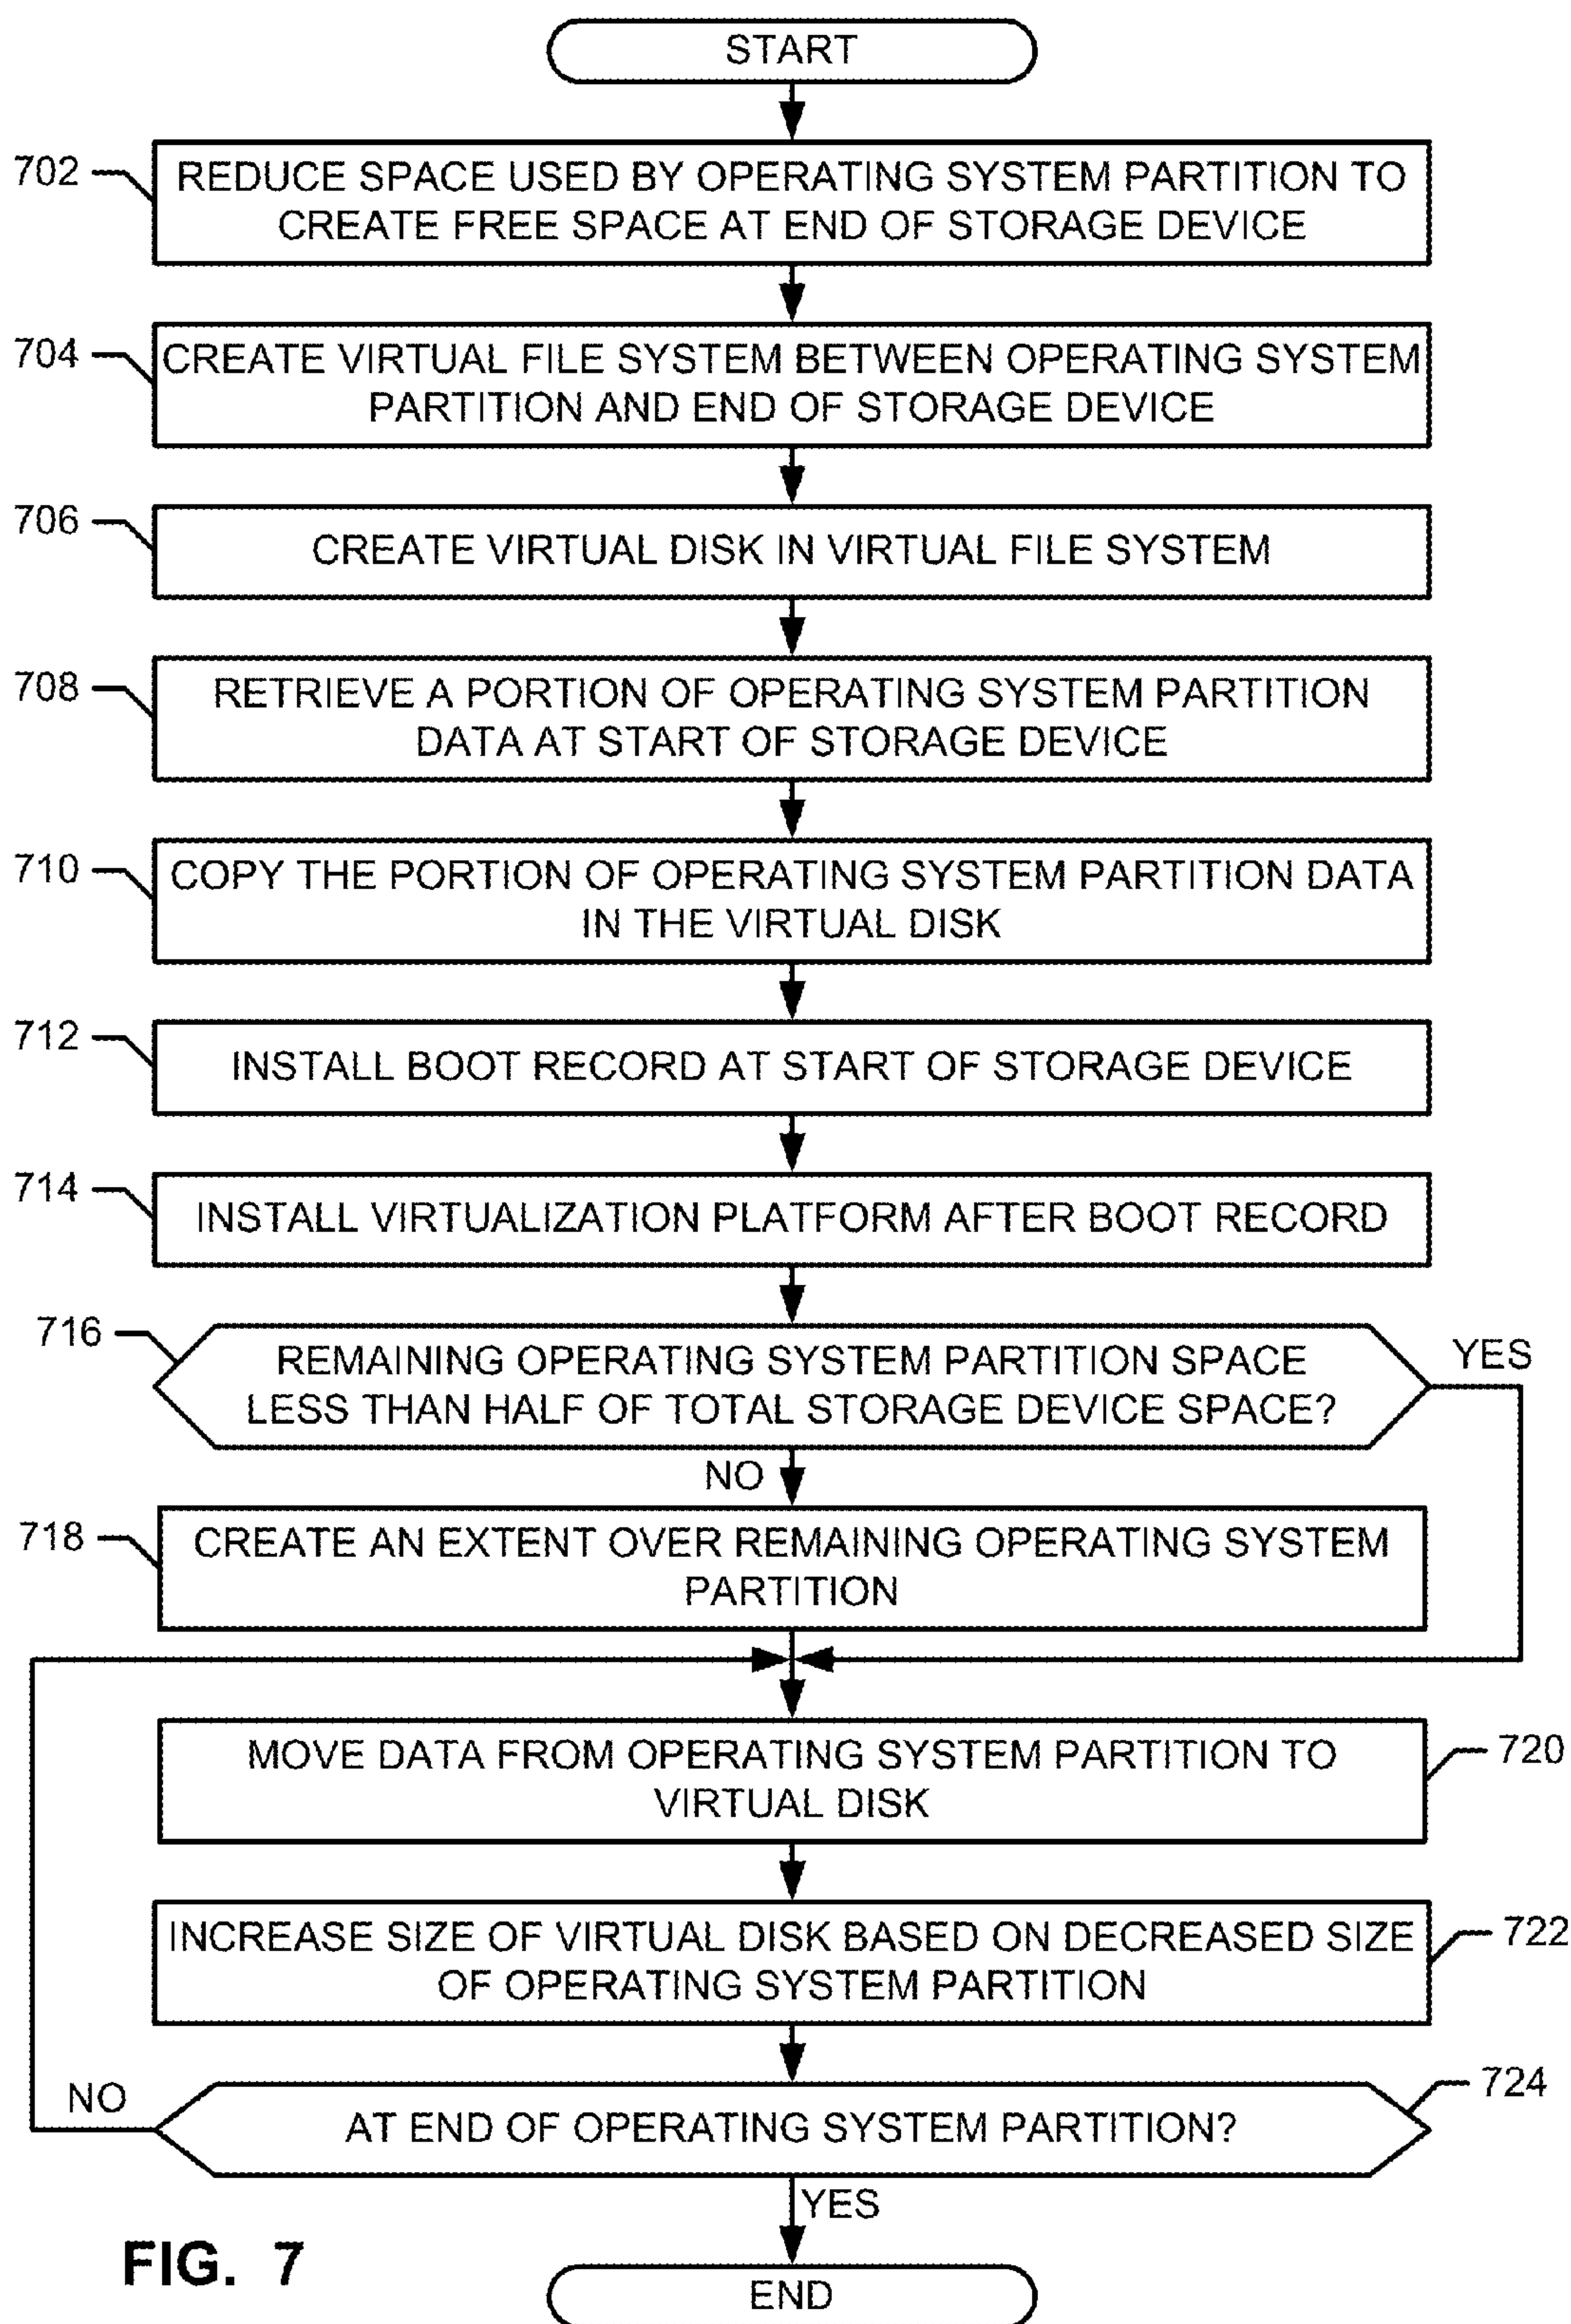 START
702
REDUCE SPACE USED BY OPERATING SYSTEM PARTITION TO
CREATE FREE SPACE AT END OF STORAGE DEVICE
704
CREATE VIRTUAL FILE SYSTEM BETWEEN OPERATING SYSTEM
PARTITION AND END OF STORAGE DEVICE
706
CREATE VIRTUAL DISK IN VIRTUAL FILE SYSTEM
708
RETRIEVE A PORTION OF OPERATING SYSTEM PARTITION
DATA AT START OF STORAGE DEVICE
710
COPY THE PORTION OF OPERATING SYSTEM PARTITION DATA
IN THE VIRTUAL DISK
712
INSTALL BOOT RECORD AT START OF STORAGE DEVICE
714
INSTALL VIRTUALIZATION PLATFORM AFTER BOOT RECORD
716
REMAINING OPERATING SYSTEM PARTITION SPACE
LESS THAN HALF OF TOTAL STORAGE DEVICE SPACE?
YES
NO
718
CREATE AN EXTENT OVER REMAINING OPERATING SYSTEM
PARTITION
MOVE DATA FROM OPERATING SYSTEM PARTITION TO
VIRTUAL DISK
720
INCREASE SIZE OF VIRTUAL DISK BASED ON DECREASED SIZE
OF OPERATING SYSTEM PARTITION
722
NO
AT END OF OPERATING SYSTEM PARTITION?
724
YES
FIG. 7
END